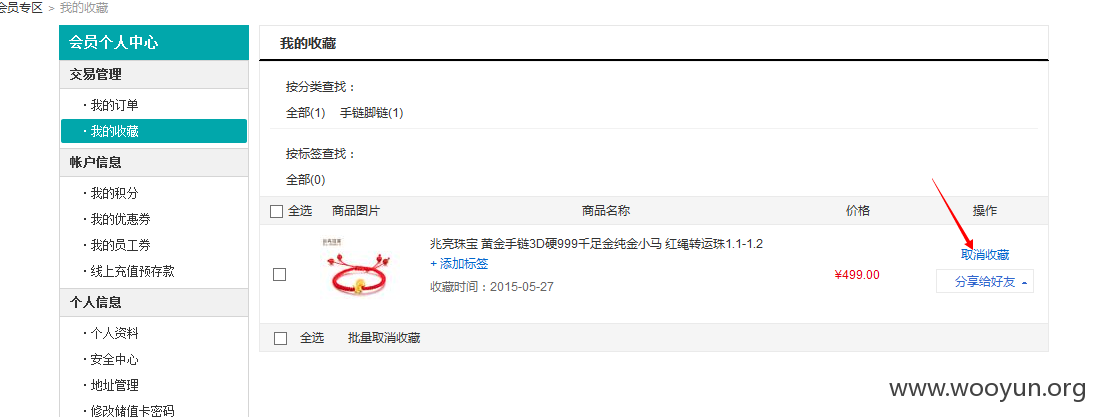 会员专区 > 我的收藏
会员个人中心
交易管理
· 我的订单
· 我的收藏
帐户信息
· 我的积分
· 我的优惠券
· 我的员工券
· 线上充值预存款
个人信息
· 个人资料
· 安全中心
· 地址管理
· 修改储值卡密码
我的收藏
按分类查找：
全部(1) 手链脚链(1)
按标签查找：
全部(0)
全选 商品图片 商品名称 价格 操作
兆亮珠宝 黄金手链3D硬999千足金纯金小马 红绳转运珠1.1-1.2
+ 添加标签
收藏时间：2015-05-27
¥499.00
取消收藏
分享给好友
全选 批量取消收藏
www.wooyun.org